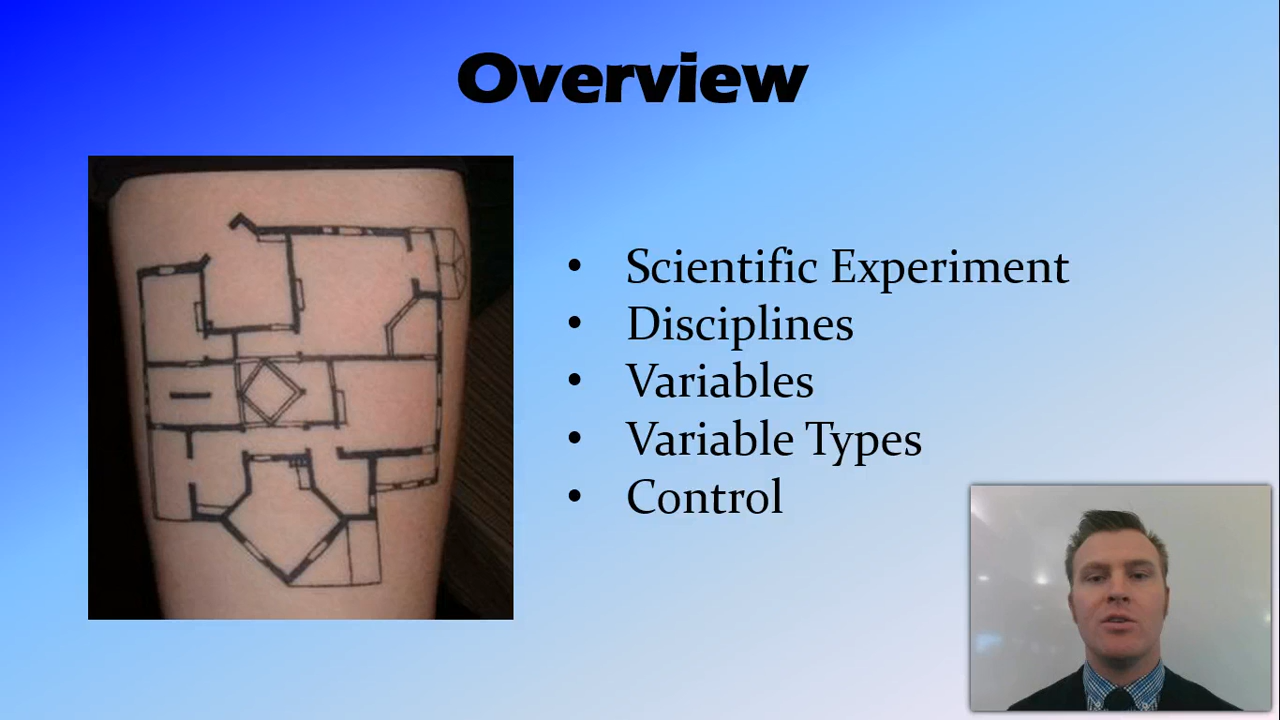 Overview
• Scientific Experiment
• Disciplines
• Variables
• Variable Types
• Control